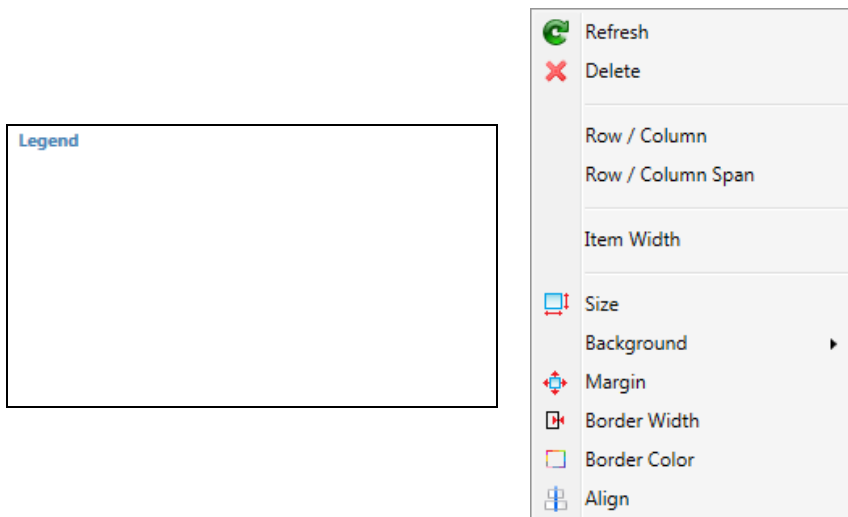 Legend
Refresh
Delete
Row / Column
Row / Column Span
Item Width
Size
Background
Margin
Border Width
Border Color
Align